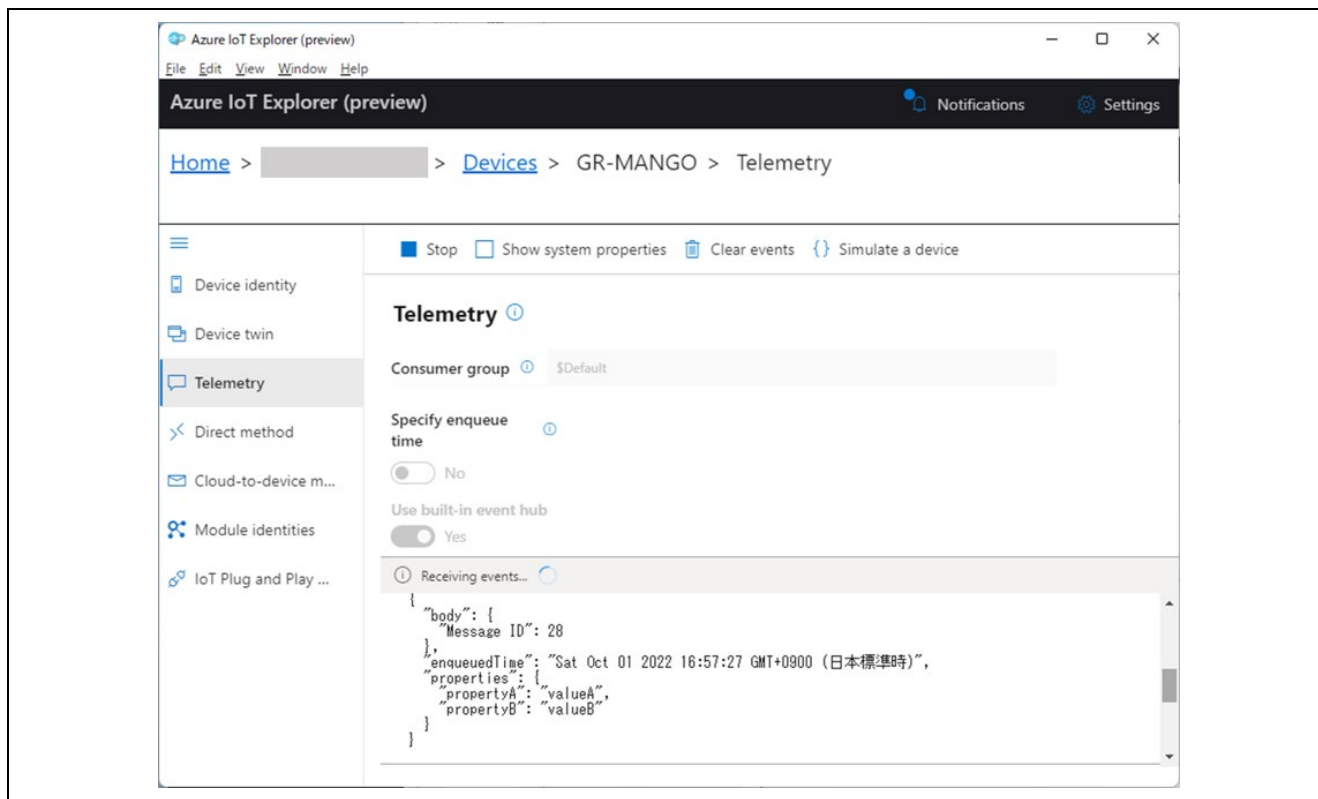 Azure IoT Explorer (preview)
File Edit View Window Help
Azure IoT Explorer (preview)
Notifications
Settings
Home > > Devices > GR-MANGO > Telemetry
Stop
Show system properties
Clear events
{} Simulate a device
Device identity
Device twin
Telemetry
Direct method
Cloud-to-device m...
Module identities
IoT Plug and Play ...
Telemetry
Consumer group
$Default
Specify enqueue
time
No
Use built-in event hub
Yes
Receiving events...
{
"body": {
"Message ID": 28
},
"enqueuedTime": "Sat Oct 01 2022 16:57:27 GMT+0900 (日本標準時)",
"properties": {
"propertyA": "valueA",
"propertyB": "valueB"
}
}